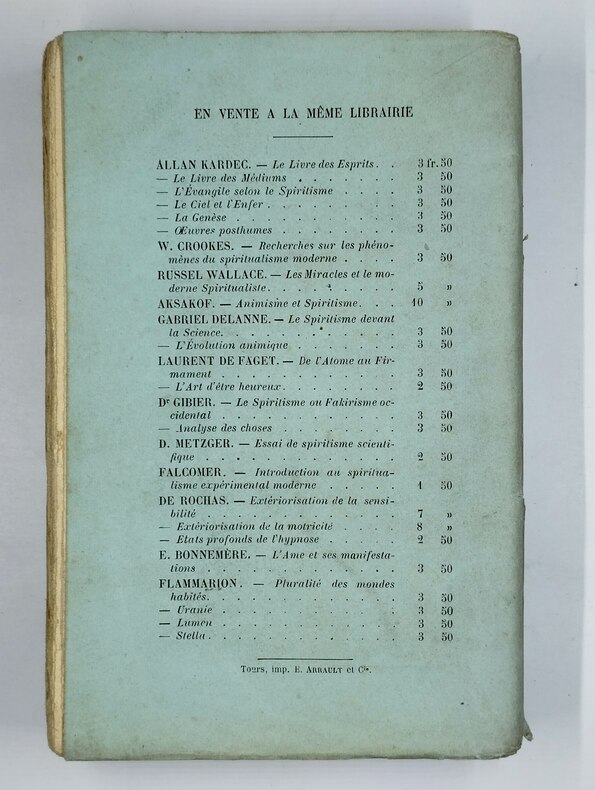 EN VENTE A LA MÊME LIBRAIRIE
ALLAN KARDEC. — Le Livre des Esprits. . 3 fr. 50
— Le Livre des Médiums . . . . . . . 3 50
— L'Évangile selon le Spiritisme . . . . 3 50
— Le Ciel et l'Enfer . . . . . . . . . 3 50
— La Genèse . . . . . . . . . . . 3 50
— Œuvres posthumes . . . . . . . . 3 50
W. CROOKES. — Recherches sur les phéno-
mènes du spiritualisme moderne . . . . 3 50
RUSSEL WALLACE. — Les Miracles et le mo-
derne Spiritualiste. . . . . . . . . 5 »
AKSAKOF. — Animisme et Spiritisme. . . 10 »
GABRIEL DELANNE. — Le Spiritisme devant
la Science. . . . . . . . . . . . 3 50
— L'Évolution animique . . . . . . . 3 50
LAURENT DE FAGET. — De l'Atome au Fir-
mament . . . . . . . . . . . . 3 50
— L'Art d'être heureux. . . . . . . . 2 50
Dr GIBIER. — Le Spiritisme ou Fakirisme oc-
cidental . . . . . . . . . . . . 3 50
— Analyse des choses . . . . . . . . 3 50
D. METZGER. — Essai de spiritisme scienti-
fique . . . . . . . . . . . . . 2 50
FALCOMER. — Introduction au spiritua-
lisme expérimental moderne . . . . . 1 50
DE ROCHAS. — Extériorisation de la sensi-
bilité . . . . . . . . . . . . . 7 »
— Extériorisation de la motricité . . . . 8 »
— Etats profonds de l'hypnose . . . . . 2 50
E. BONNEMÈRE. — L'Ame et ses manifesta-
tions . . . . . . . . . . . . . 3 50
FLAMMARION. — Pluralité des mondes
habités. . . . . . . . . . . . . 3 50
— Uranie . . . . . . . . . . . . 3 50
— Lumen . . . . . . . . . . . . 3 50
— Stella . . . . . . . . . . . . . 3 50
Tours, imp. E. ARRAULT et Cie.